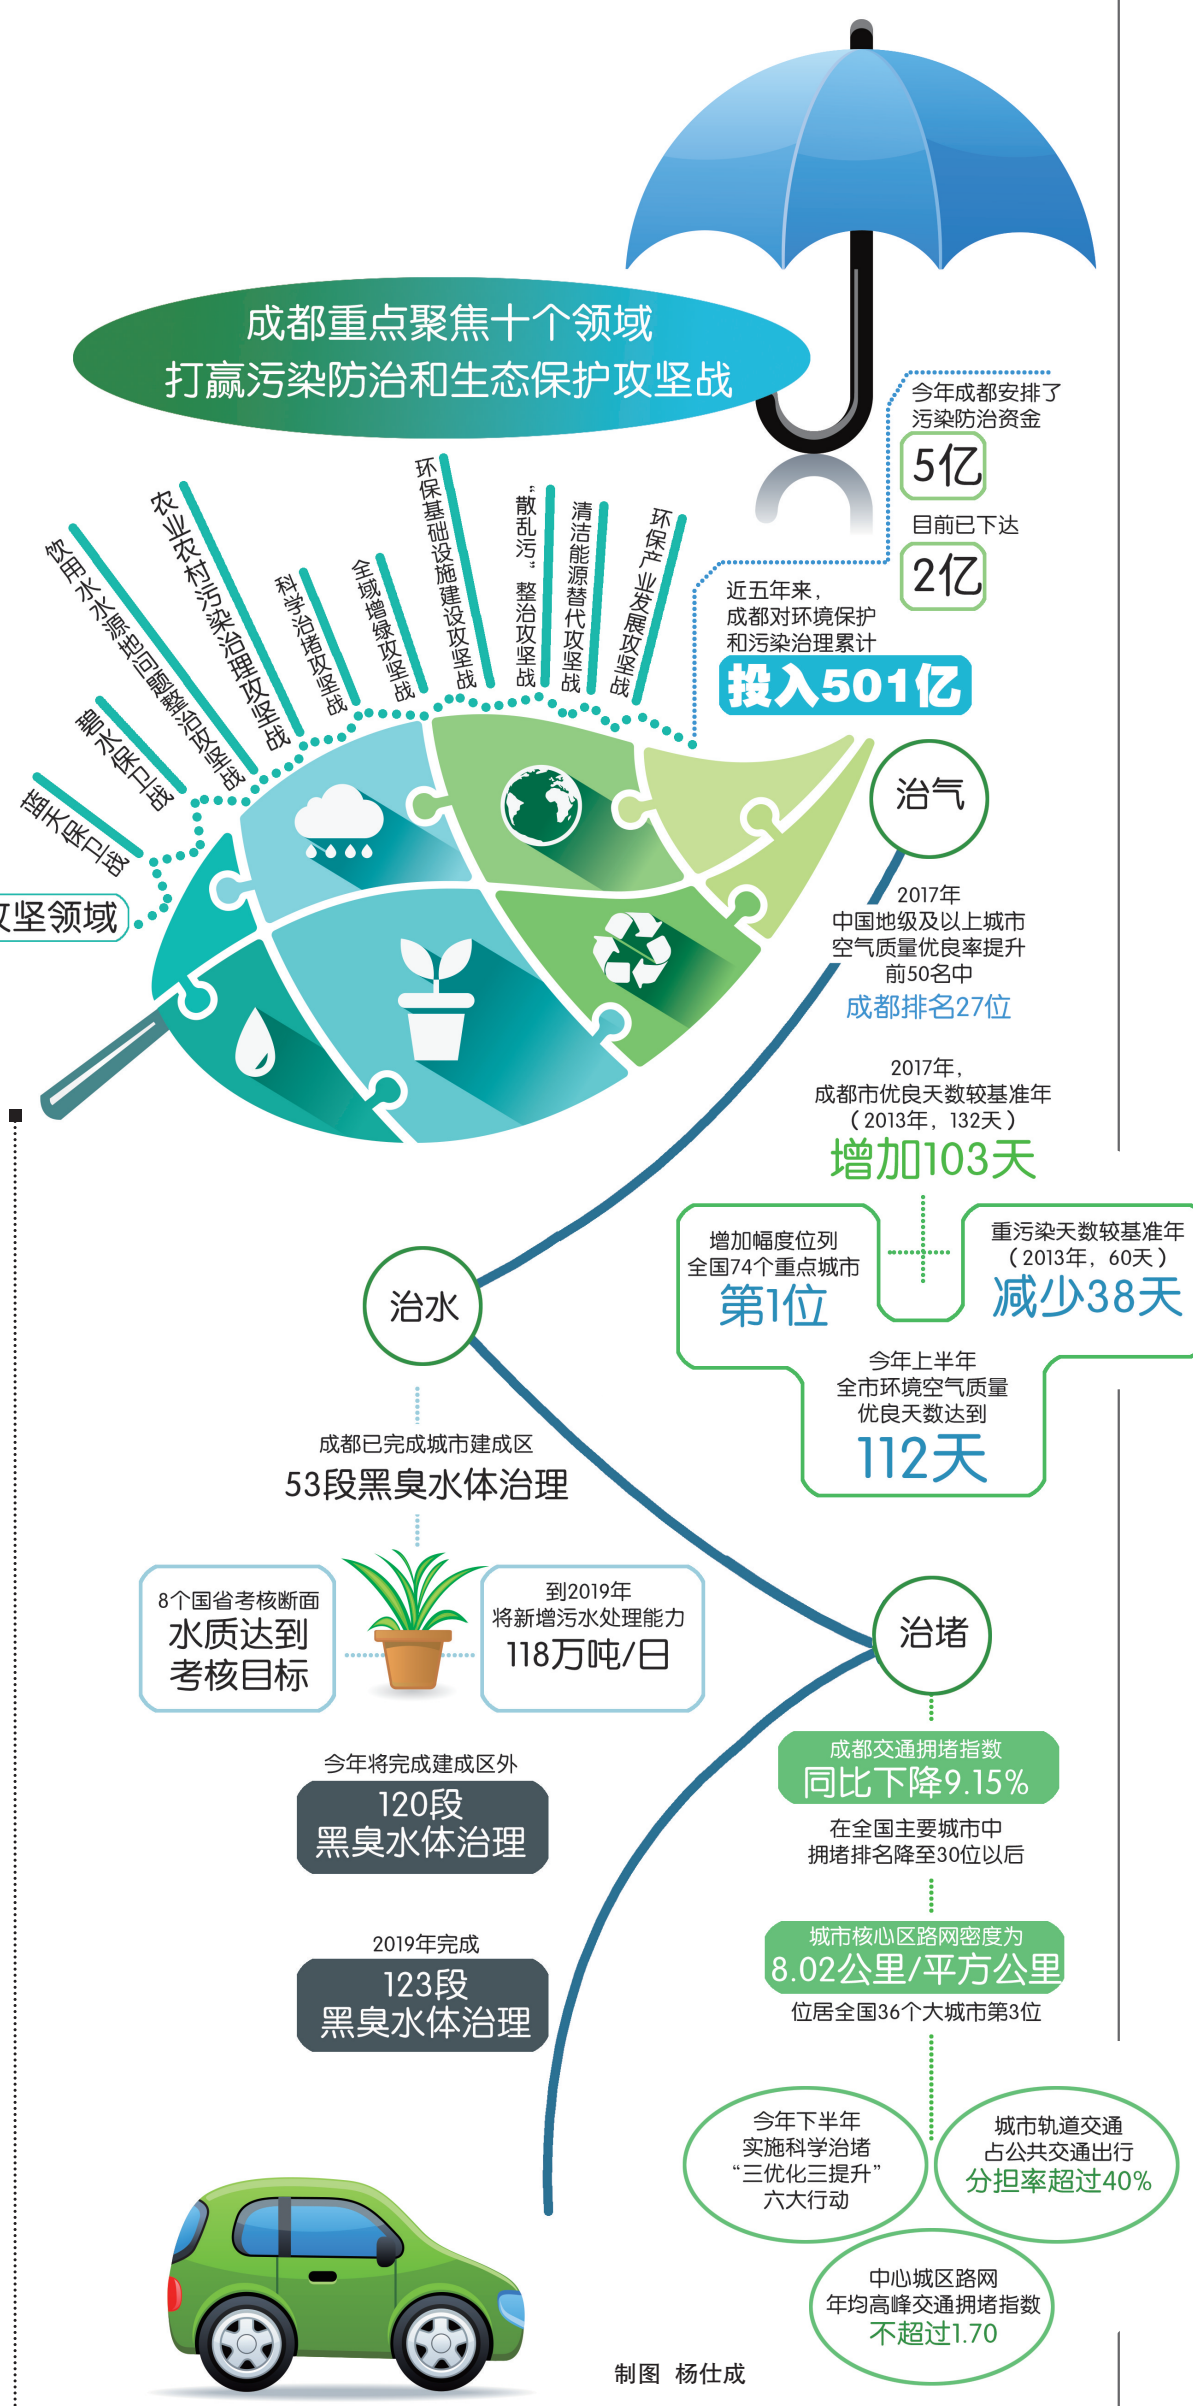 成都重点聚焦十个领域
打赢污染防治和生态保护攻坚战
今年成都安排了
污染防治资金
5亿
目前已下达
2亿
近五年来，
成都对环境保护
和污染治理累计
投入501亿
坚领域
蓝天保卫战
碧水保卫战
饮用水水源地问题整治攻坚战
农业农村污染治理攻坚战
科学治堵攻坚战
全域增绿攻坚战
环保基础设施建设攻坚战
“散乱污”整治攻坚战
清洁能源替代攻坚战
环保产业发展攻坚战
治气
2017年
中国地级及以上城市
空气质量优良率提升
前50名中
成都排名27位
2017年，
成都市优良天数较基准年
（2013年，132天）
增加103天
增加幅度位列
全国74个重点城市
第1位
重污染天数较基准年
（2013年，60天）
减少38天
今年上半年
全市环境空气质量
优良天数达到
112天
治水
成都已完成城市建成区
53段黑臭水体治理
8个国省考核断面
水质达到
考核目标
到2019年
将新增污水处理能力
118万吨/日
今年将完成建成区外
120段
黑臭水体治理
2019年完成
123段
黑臭水体治理
治堵
成都交通拥堵指数
同比下降9.15%
在全国主要城市中
拥堵排名降至30位以后
城市核心区路网密度为
8.02公里/平方公里
位居全国36个大城市第3位
今年下半年
实施科学治堵
“三优化三提升”
六大行动
城市轨道交通
占公共交通出行
分担率超过40%
中心城区路网
年均高峰交通拥堵指数
不超过1.70
制图 杨仕成